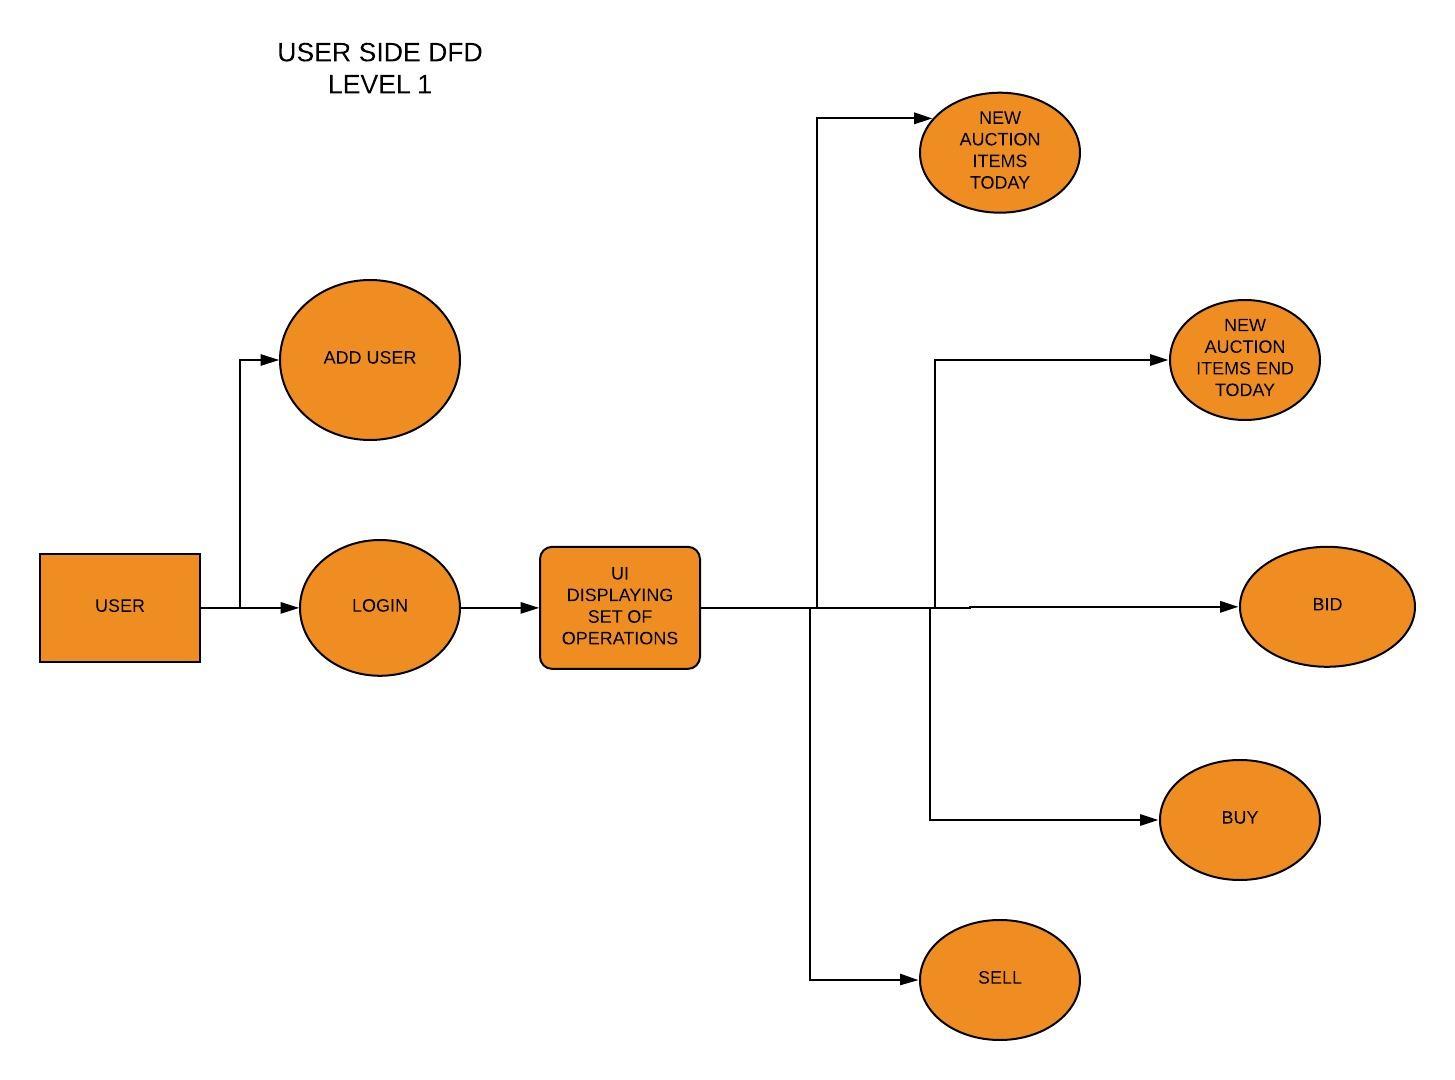 USER SIDE DFD
LEVEL 1
NEW
AUCTION
ITEMS
TODAY
NEW
AUCTION
ITEMS END
TODAY
ADD USER
USER
LOGIN
UI
DISPLAYING
SET OF
OPERATIONS
BID
BUY
SELL